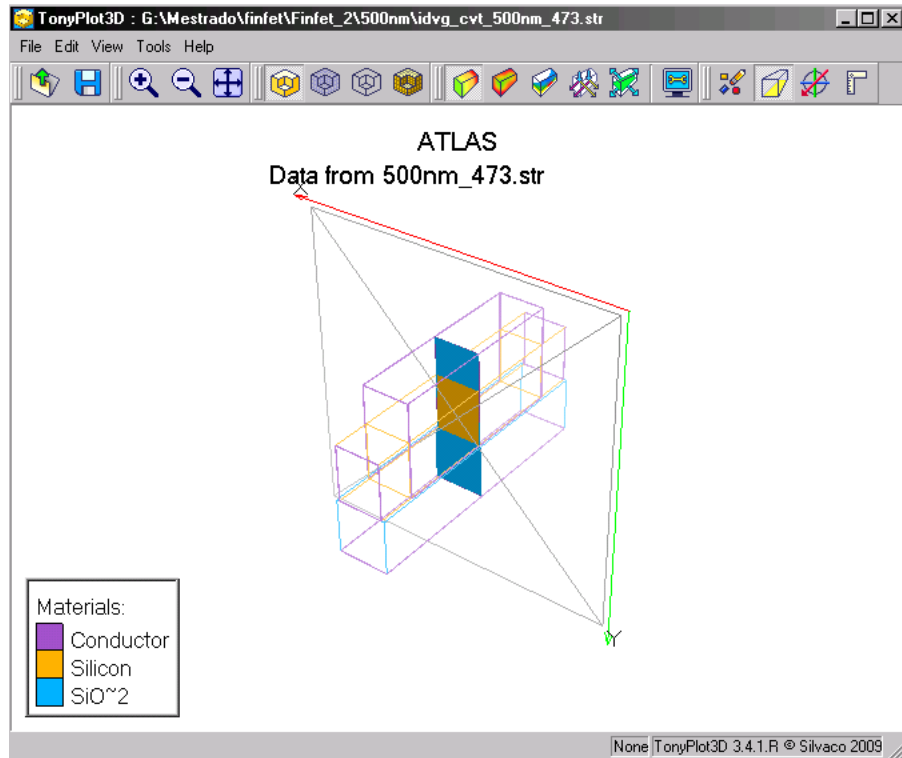 TonyPlot3D : G:\Mestrado\finfet\Finfet_2\500nm\idvg_cvt_500nm_473.str
File Edit View Tools Help
ATLAS
Data from 500nm_473.str
X
Y
Materials:
Conductor
Silicon
SiO~2
None TonyPlot3D 3.4.1.R © Silvaco 2009